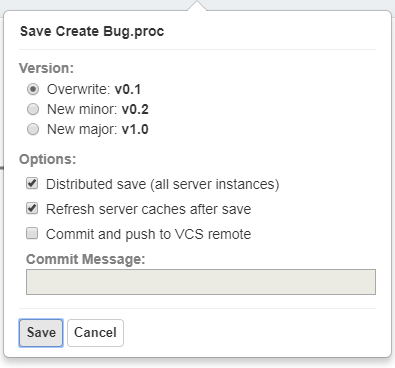 Save Create Bug.proc
Version:
Overwrite: v0.1
New minor: v0.2
New major: v1.0
Options:
Distributed save (all server instances)
Refresh server caches after save
Commit and push to VCS remote
Commit Message:
Save Cancel